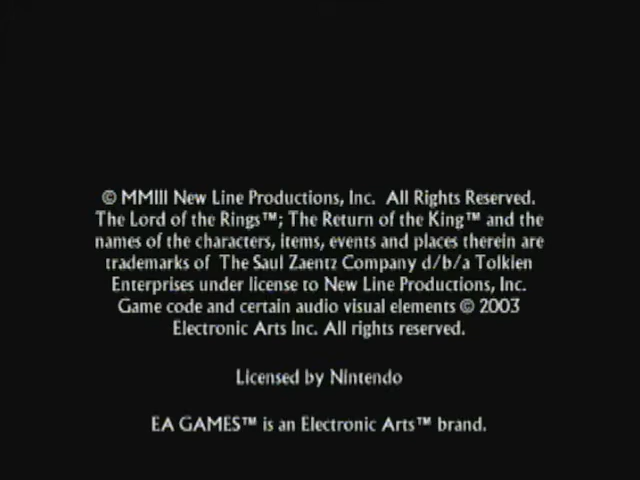 © MMIII New Line Productions, Inc. All Rights Reserved.
The Lord of the Rings™; The Return of the King™ and the
names of the characters, items, events and places therein are
trademarks of The Saul Zaentz Company d/b/a Tolkien
Enterprises under license to New Line Productions, Inc.
Game code and certain audio visual elements © 2003
Electronic Arts Inc. All rights reserved.
Licensed by Nintendo
EA GAMES™ is an Electronic Arts™ brand.